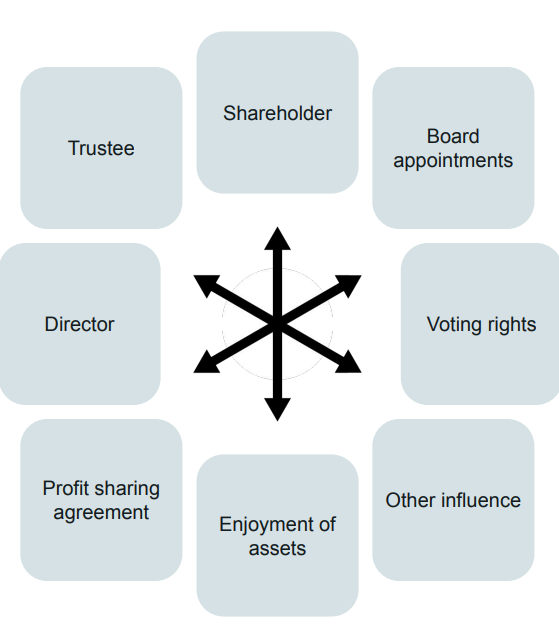 Shareholder
Trustee
Board
appointments
Director
Voting rights
Profit sharing
agreement
Other influence
Enjoyment of
assets